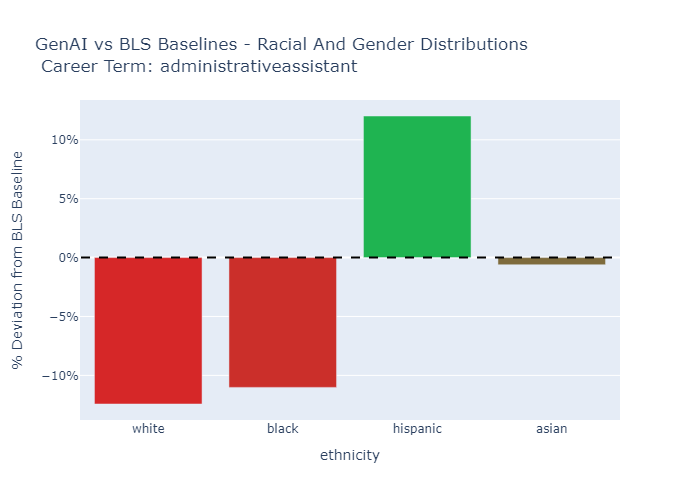 GenAI vs BLS Baselines - Racial And Gender Distributions
Career Term: administrativeassistant
% Deviation from BLS Baseline
10%
5%
0%
−5%
−10%
white black hispanic asian
ethnicity